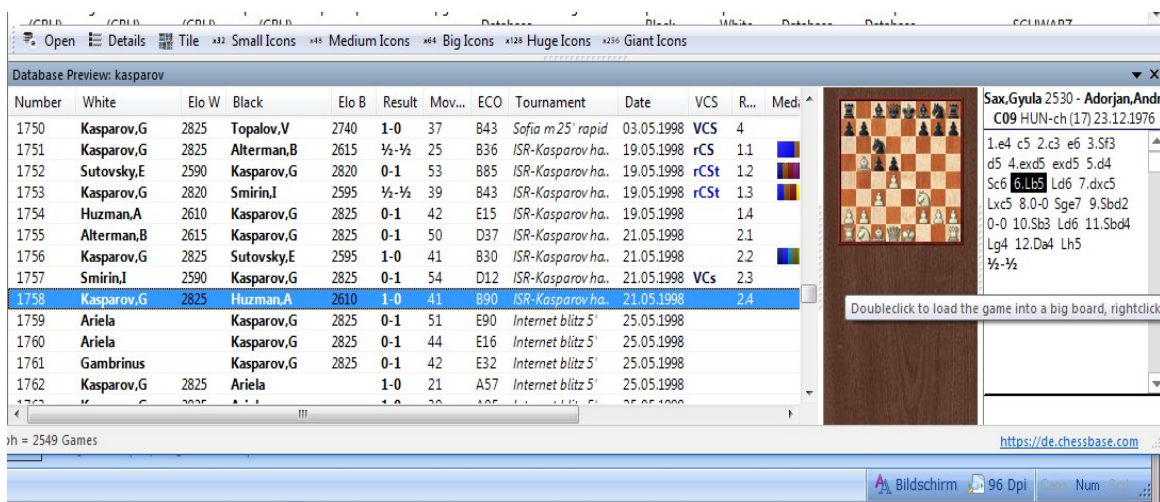 Open Details Tile x32 Small Icons x48 Medium Icons x64 Big Icons x128 Huge Icons x256 Giant Icons
Database Preview: kasparov
Number White Elo W Black Elo B Result Mov... ECO Tournament Date VCS R... Medi
1750 Kasparov,G 2825 Topalov,V 2740 1-0 37 B43 Sofia m 25' rapid 03.05.1998 VCS 4
1751 Kasparov,G 2825 Alterman,B 2615 ½-½ 25 B36 ISR-Kasparov ha.. 19.05.1998 rCS 1.1
1752 Sutovsky,E 2590 Kasparov,G 2820 0-1 53 B85 ISR-Kasparov ha.. 19.05.1998 rCSt 1.2
1753 Kasparov,G 2820 Smirin,I 2595 ½-½ 39 B43 ISR-Kasparov ha.. 19.05.1998 rCSt 1.3
1754 Huzman,A 2610 Kasparov,G 2825 0-1 42 E15 ISR-Kasparov ha.. 19.05.1998 1.4
1755 Alterman,B 2615 Kasparov,G 2825 0-1 50 D37 ISR-Kasparov ha.. 21.05.1998 2.1
1756 Kasparov,G 2825 Sutovsky,E 2595 1-0 41 B30 ISR-Kasparov ha.. 21.05.1998 2.2
1757 Smirin,I 2590 Kasparov,G 2825 0-1 54 D12 ISR-Kasparov ha.. 21.05.1998 VCs 2.3
1758 Kasparov,G 2825 Huzman,A 2610 1-0 41 B90 ISR-Kasparov ha.. 21.05.1998 2.4
1759 Ariela Kasparov,G 2825 0-1 51 E90 Internet blitz 5' 25.05.1998
1760 Ariela Kasparov,G 2825 0-1 44 E16 Internet blitz 5' 25.05.1998
1761 Gambrinus Kasparov,G 2825 0-1 42 E32 Internet blitz 5' 25.05.1998
1762 Kasparov,G 2825 Ariela 1-0 21 A57 Internet blitz 5' 25.05.1998
Sax,Gyula 2530 - Adorjan,Andr
C09 HUN-ch (17) 23.12.1976
1.e4 c5 2.c3 e6 3.Sf3
d5 4.exd5 exd5 5.d4
Sc6 6.Lb5 Ld6 7.dxc5
Lxc5 8.0-0 Sge7 9.Sbd2
0-0 10.Sb3 Ld6 11.Sbd4
Lg4 12.Da4 Lh5
½-½
Doubleclick to load the game into a big board, rightclick
ph = 2549 Games
https://de.chessbase.com
Bildschirm 96 Dpi Num